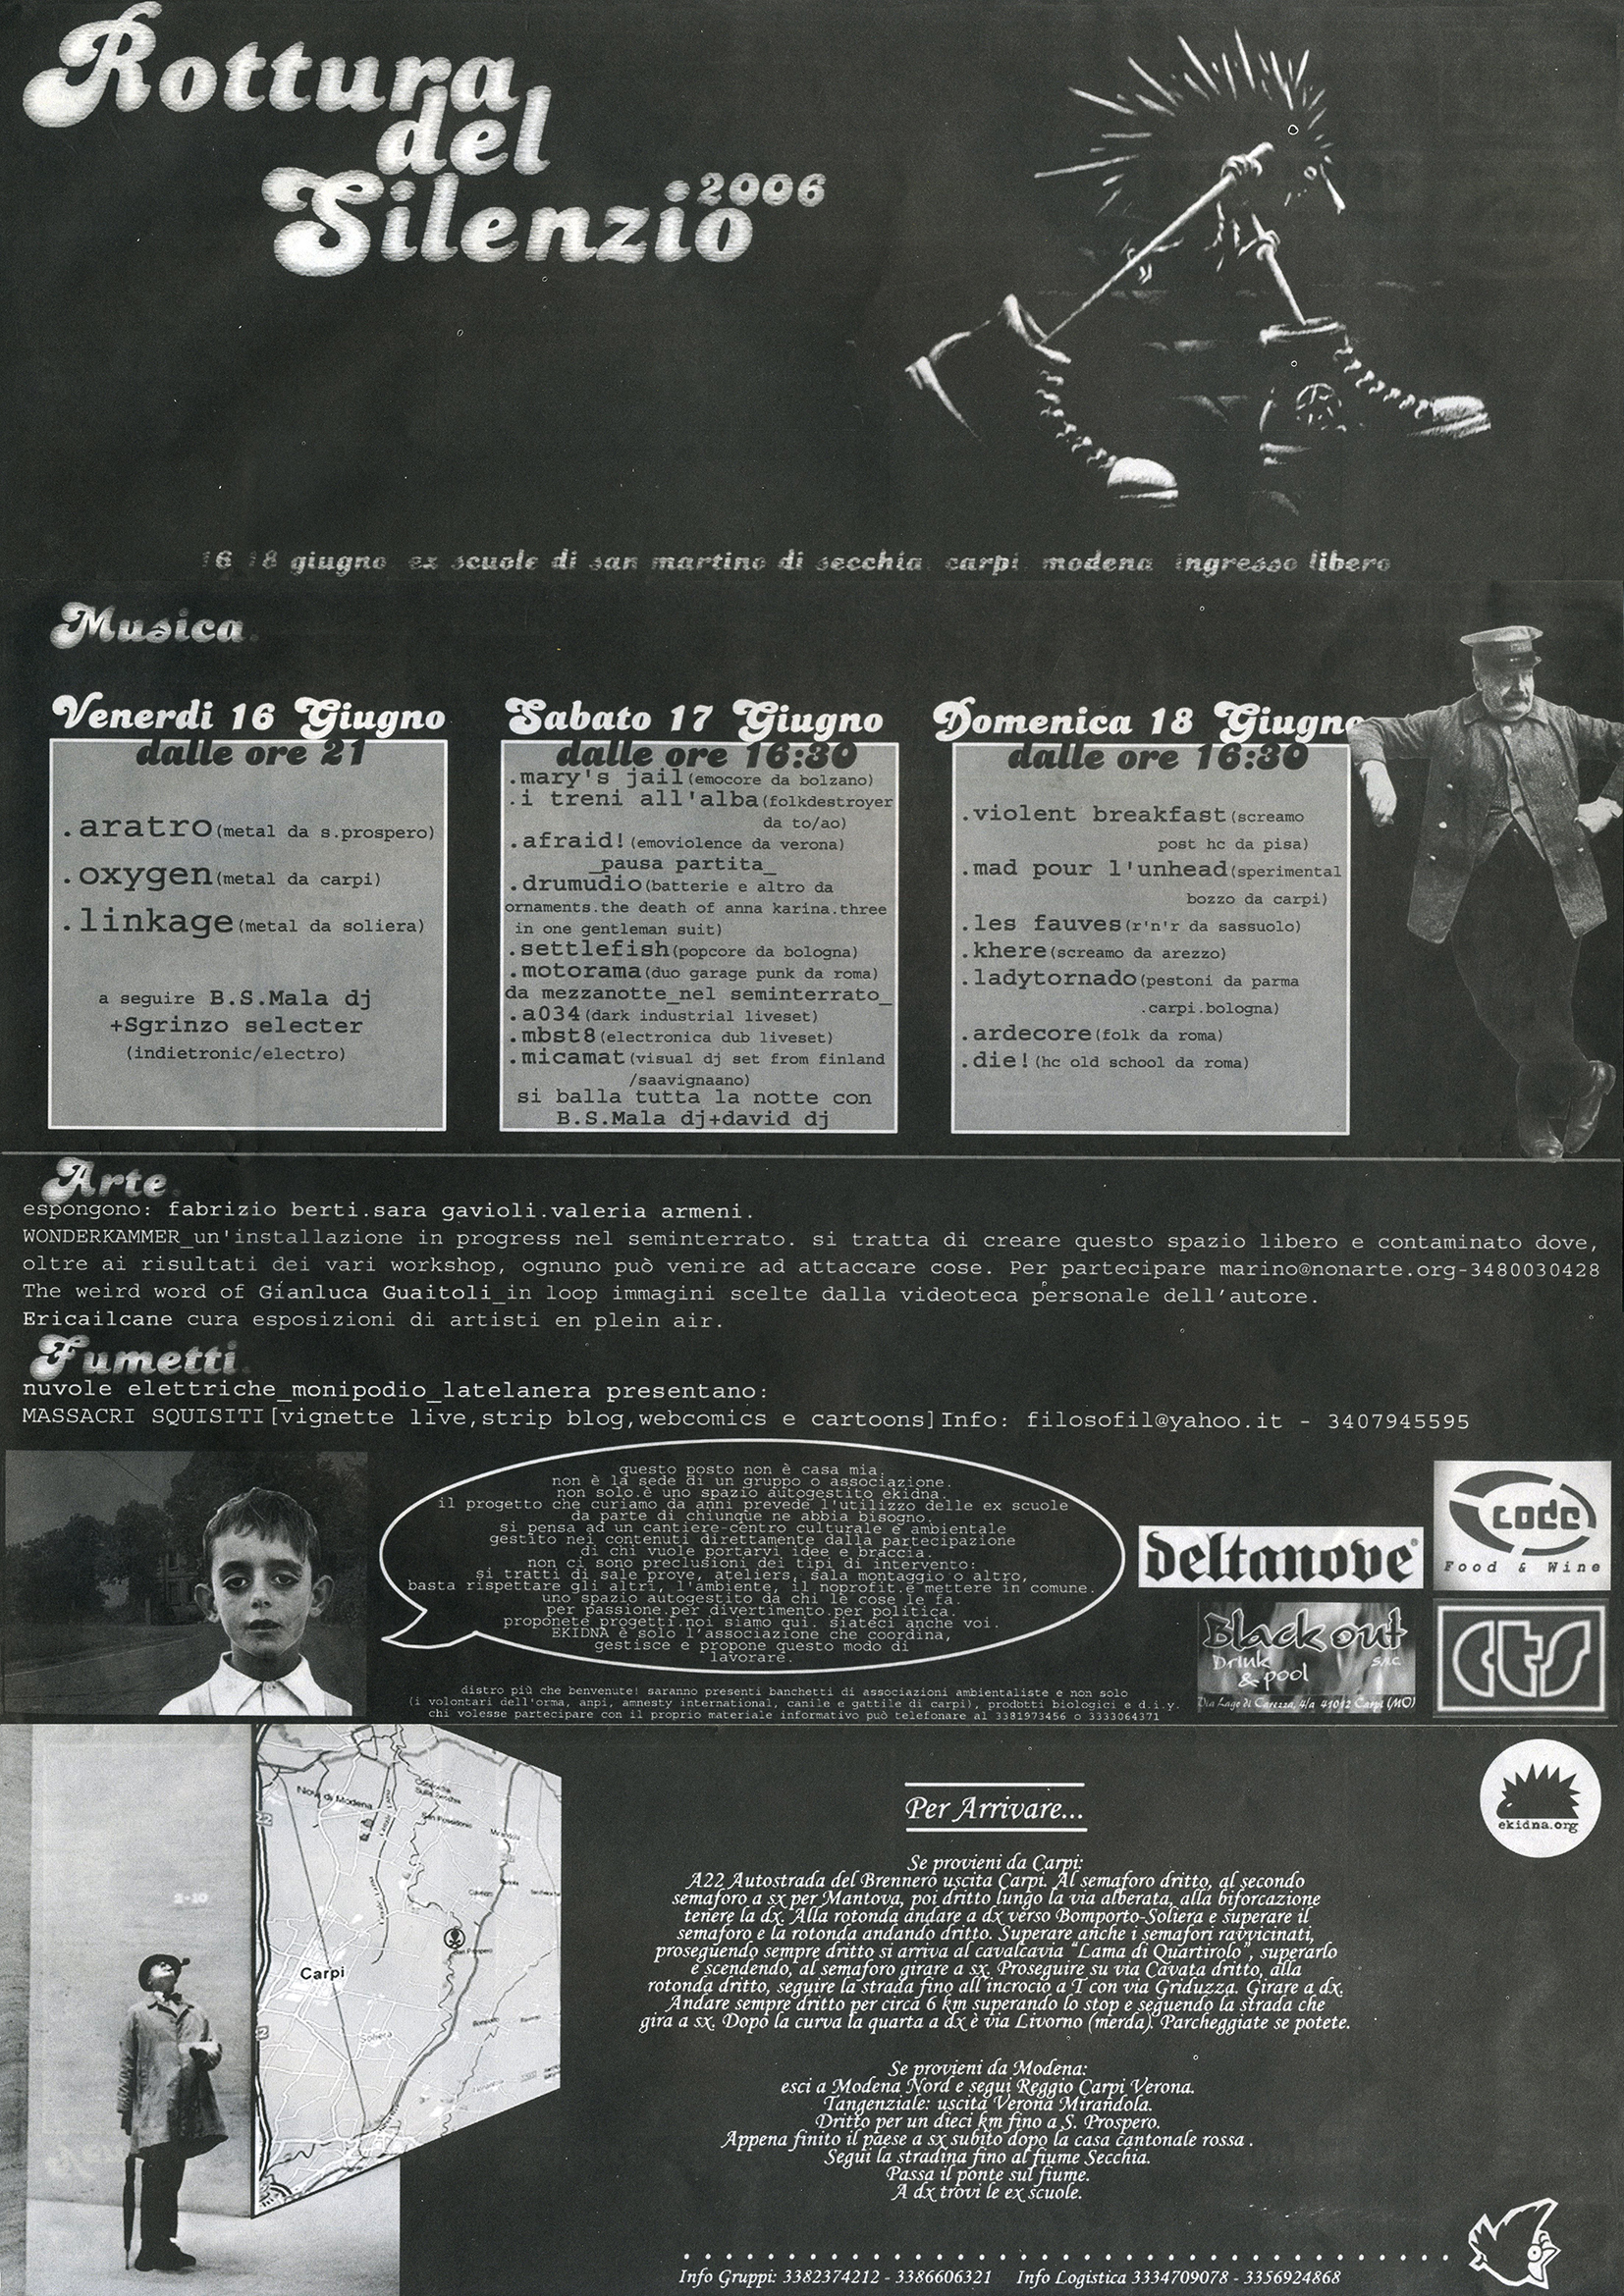 Rottura
del
Silenzio 2006
16 18 giugno ex scuole di san martino di secchia. carpi. modena ingresso libero
Musica.
Venerdi 16 Giugno
dalle ore 21
.aratro(metal da s.prospero)
.oxygen(metal da carpi)
.linkage(metal da soliera)
a seguire B.S.Mala dj
+Sgrinzo selecter
(indietronic/electro)
Sabato 17 Giugno
dalle ore 16:30
.mary's jail(emocore da bolzano)
.i treni all'alba(folkdestroyer
da to/ao)
.afraid!(emoviolence da verona)
_pausa partita_
.drumudio(batterie e altro da
ornaments.the death of anna karina.three
in one gentleman suit)
.settlefish(popcore da bologna)
.motorama(duo garage punk da roma)
da mezzanotte_nel seminterrato_
.a034(dark industrial liveset)
.mbst8(electronica dub liveset)
.micamat(visual dj set from finland
/saavignaano)
si balla tutta la notte con
B.S.Mala dj+david dj
Domenica 18 Giugno
dalle ore 16:30
.violent breakfast(screamo
post hc da pisa)
.mad pour l'unhead(sperimental
bozzo da carpi)
.les fauves(r'n'r da sassuolo)
.khere(screamo da arezzo)
.ladytornado(pestoni da parma
.carpi.bologna)
.ardecore(folk da roma)
.die!(hc old school da roma)
Arte.
espongono: fabrizio berti.sara gavioli.valeria armeni.
WONDERKAMMER_un'installazione in progress nel seminterrato. si tratta di creare questo spazio libero e contaminato dove,
oltre ai risultati dei vari workshop, ognuno può venire ad attaccare cose. Per partecipare marino@nonarte.org-3480030428
The weird word of Gianluca Guaitoli_in loop immagini scelte dalla videoteca personale dell'autore.
Ericailcane cura esposizioni di artisti en plein air.
Fumetti.
nuvole elettriche_monipodio_latelanera presentano:
MASSACRI SQUISITI[vignette live,strip blog,webcomics e cartoons]Info: filosofil@yahoo.it - 3407945595
questo posto non è casa mia.
non è la sede di un gruppo o associazione.
non solo.è uno spazio autogestito ekidna.
il progetto che curiamo da anni prevede l'utilizzo delle ex scuole
da parte di chiunque ne abbia bisogno.
si pensa ad un cantiere-centro culturale e ambientale
gestito nei contenuti direttamente dalla partecipazione
di chi vuole portarvi idee e braccia.
non ci sono preclusioni dei tipi di intervento:
si tratti di sale prove, ateliers, sala montaggio o altro,
basta rispettare gli altri, l'ambiente, il noprofit.e mettere in comune.
uno spazio autogestito da chi le cose le fa.
per passione.per divertimento.per politica.
proponete progetti.noi siamo qui. siateci anche voi.
EKIDNA è solo l'associazione che coordina,
gestisce e propone questo modo di
lavorare.
distro più che benvenute! saranno presenti banchetti di associazioni ambientaliste e non solo
(i volontari dell'orma, anpi, amnesty international, canile e gattile di carpi), prodotti biologici e d.i.y.
chi volesse partecipare con il proprio materiale informativo può telefonare al 3381973456 o 3333064371
deltanove
code
Food & Wine
Black out
Drink s.n.c.
& pool
Via Lago di Carezza, 4/a 41012 Carpi (MO)
CTS
Novi di Modena
Carpi
Soliera
2-10
ekidna.org
Per Arrivare...
Se provieni da Carpi:
A22 Autostrada del Brennero uscita Carpi. Al semaforo dritto, al secondo
semaforo a sx per Mantova, poi dritto lungo la via alberata, alla biforcazione
tenere la dx. Alla rotonda andare a dx verso Bomporto-Soliera e superare il
semaforo e la rotonda andando dritto. Superare anche i semafori ravvicinati,
proseguendo sempre dritto si arriva al cavalcavia "Lama di Quartirolo", superarlo
e scendendo, al semaforo girare a sx. Proseguire su via Cavata dritto, alla
rotonda dritto, seguire la strada fino all'incrocio a T con via Griduzza. Girare a dx.
Andare sempre dritto per circa 6 km superando lo stop e seguendo la strada che
gira a sx. Dopo la curva la quarta a dx è via Livorno (merda). Parcheggiate se potete.
Se provieni da Modena:
esci a Modena Nord e segui Reggio Carpi Verona.
Tangenziale: uscita Verona Mirandola.
Dritto per un dieci km fino a S. Prospero.
Appena finito il paese a sx subito dopo la casa cantonale rossa .
Segui la stradina fino al fiume Secchia.
Passa il ponte sul fiume.
A dx trovi le ex scuole.
Info Gruppi: 3382374212 - 3386606321 Info Logistica 3334709078 - 3356924868